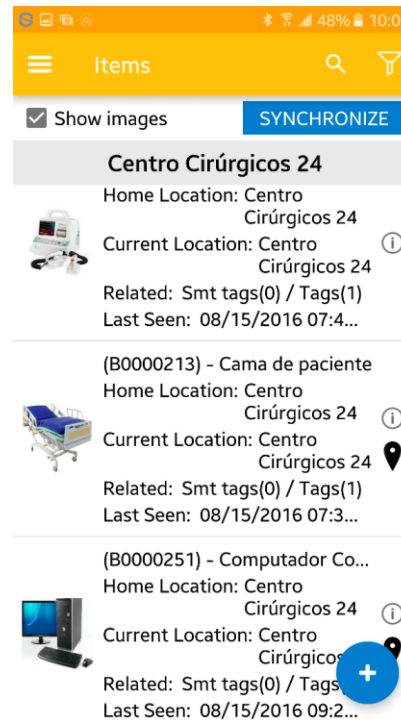 48% 10:0
Items
Show images
SYNCHRONIZE
Centro Cirúrgicos 24
Home Location: Centro
Cirúrgicos 24
Current Location: Centro
Cirúrgicos 24
Related: Smt tags(0) / Tags(1)
Last Seen: 08/15/2016 07:4...
(B0000213) - Cama de paciente
Home Location: Centro
Cirúrgicos 24
Current Location: Centro
Cirúrgicos 24
Related: Smt tags(0) / Tags(1)
Last Seen: 08/15/2016 07:3...
(B0000251) - Computador Co...
Home Location: Centro
Cirúrgicos 24
Current Location: Centro
Cirúrgicos
Related: Smt tags(0) / Tags
Last Seen: 08/15/2016 09:2...